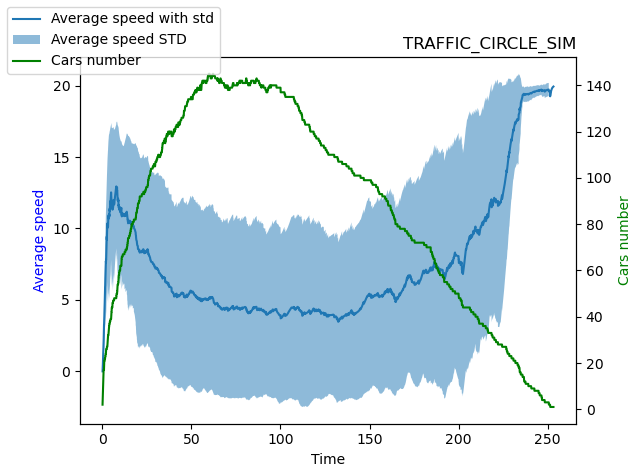 Average speed with std
Average speed STD
Cars number
TRAFFIC_CIRCLE_SIM
20
15
10
5
0
Average speed
140
120
100
80
60
40
20
0
Cars number
0 50 100 150 200 250
Time